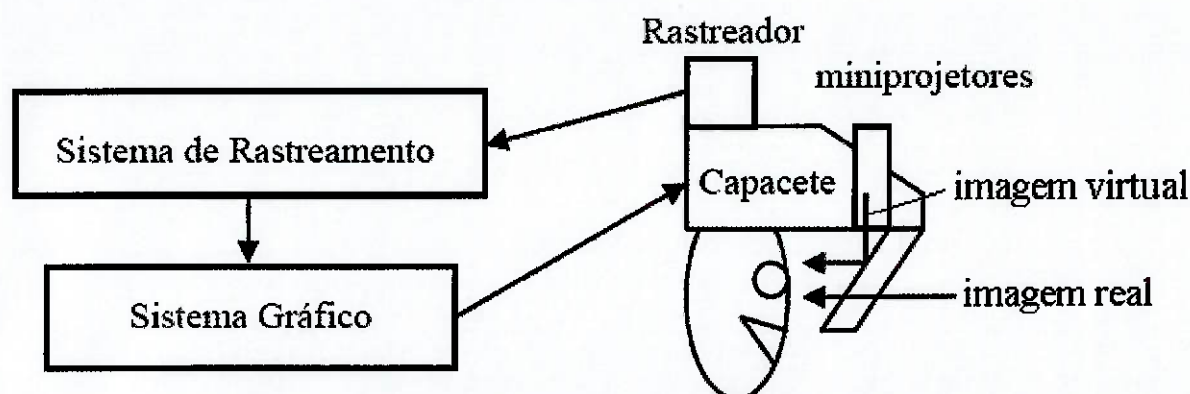 Rastreador
miniprojetores
Sistema de Rastreamento
Capacete
imagem virtual
Sistema Gráfico
imagem real